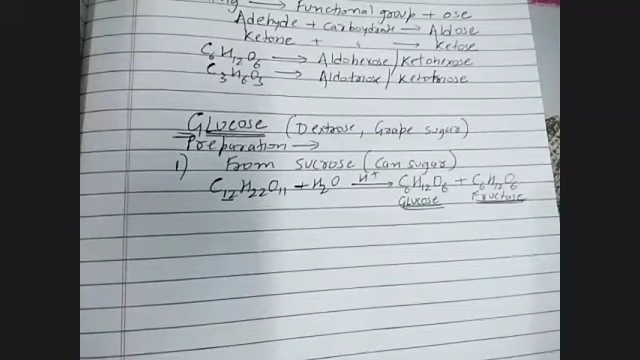 → Functional group + ose
Adehyde + Carbohydrate → Aldose
Ketone + " → Ketose
C6H12O6 → Aldohexose/Ketohexose
C3H6O3 → Aldotriose/Ketotriose
GLucose (Dextrose, Grape sugar)
Preparation →
1) From sucrose (Can sugar)
C12H22O11 + H2O H+ → C6H12O6 + C6H12O6
Glucose Fructose